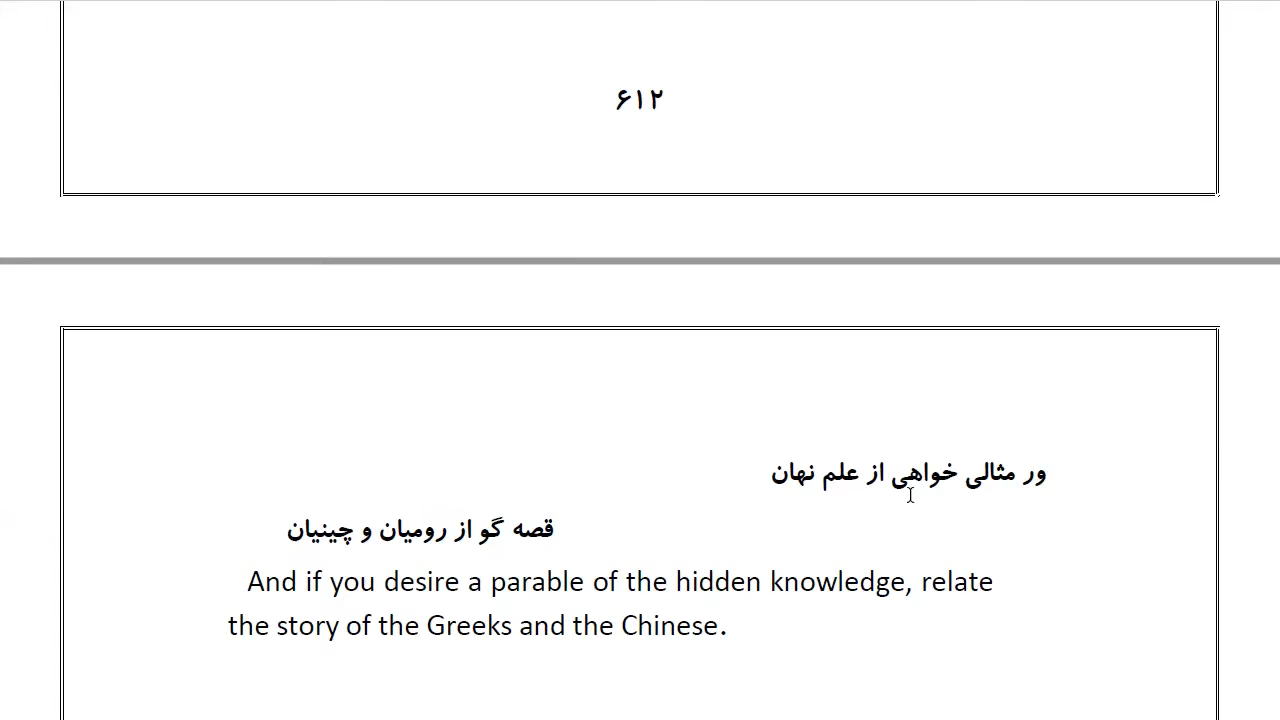 ۶۱۲
ور مثالی خواهی از علم نهان
قصه گو از رومیان و چینیان
And if you desire a parable of the hidden knowledge, relate
the story of the Greeks and the Chinese.